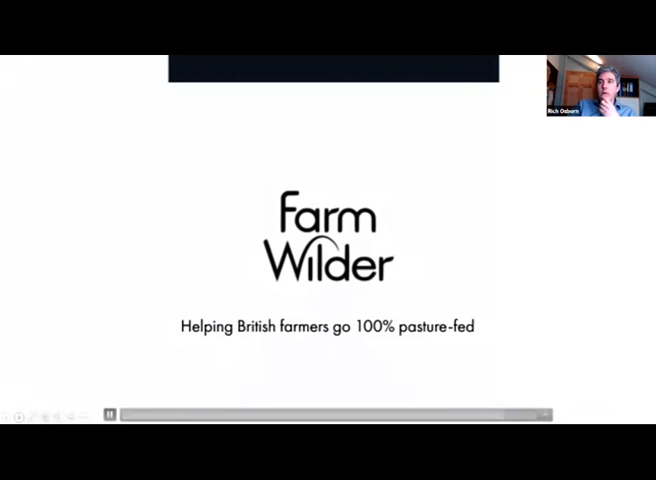 Rich Osborn
Farm
Wilder
Helping British farmers go 100% pasture-fed